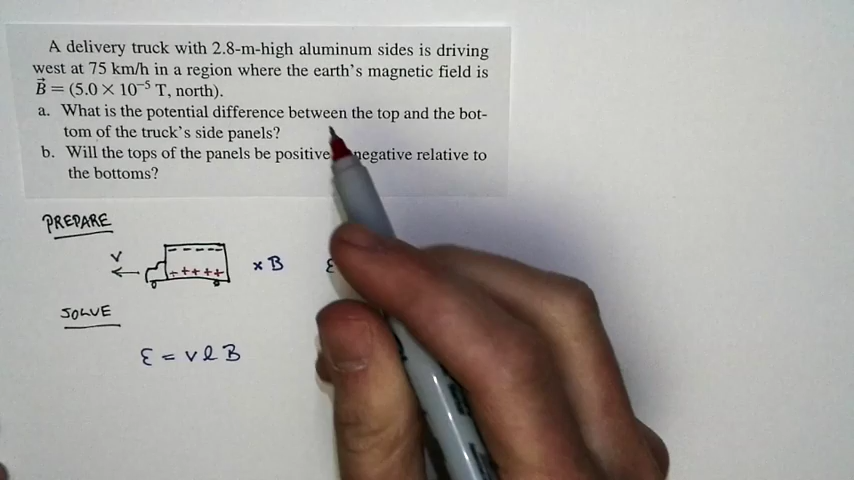 A delivery truck with 2.8-m-high aluminum sides is driving
west at 75 km/h in a region where the earth's magnetic field is
B⃗ = (5.0 × 10⁻⁵ T, north).
a. What is the potential difference between the top and the bot-
tom of the truck's side panels?
b. Will the tops of the panels be positive negative relative to
the bottoms?
PREPARE
V
- - - - -
+ + + + +
× B
ε
SOLVE
ε = v l B